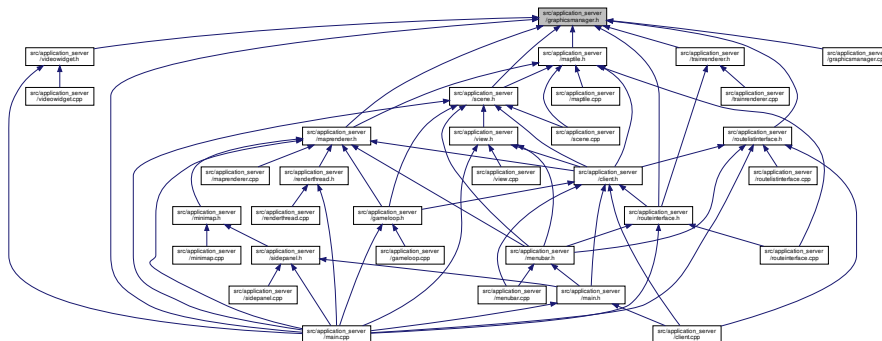 src/application_server
/graphicsmanager.h
src/application_server
/videowidget.h
src/application_server
/maptile.h
src/application_server
/trainrenderer.h
src/application_server
/graphicsmanager.cpp
src/application_server
/videowidget.cpp
src/application_server
/scene.h
src/application_server
/maptile.cpp
src/application_server
/trainrenderer.cpp
src/application_server
/maprenderer.h
src/application_server
/view.h
src/application_server
/scene.cpp
src/application_server
/routelistinterface.h
src/application_server
/maprenderer.cpp
src/application_server
/renderthread.h
src/application_server
/view.cpp
src/application_server
/client.h
src/application_server
/routelistinterface.cpp
src/application_server
/minimap.h
src/application_server
/renderthread.cpp
src/application_server
/gameloop.h
src/application_server
/routeinterface.h
src/application_server
/minimap.cpp
src/application_server
/sidepanel.h
src/application_server
/gameloop.cpp
src/application_server
/menubar.h
src/application_server
/routeinterface.cpp
src/application_server
/sidepanel.cpp
src/application_server
/menubar.cpp
src/application_server
/main.h
src/application_server
/main.cpp
src/application_server
/client.cpp